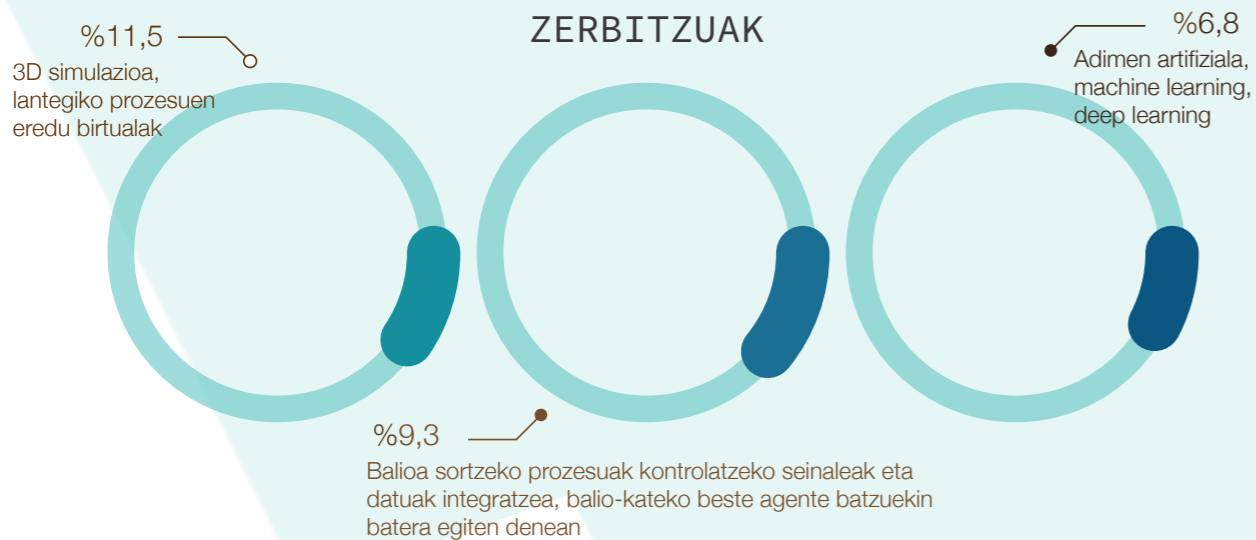 ZERBITZUAK
%11,5
3D simulazioa,
lantegiko prozesuen
eredu birtualak
%9,3
Balioa sortzeko prozesuak kontrolatzeko seinaleak eta
datuak integratzea, balio-kateko beste agente batzuekin
batera egiten denean
%6,8
Adimen artifiziala,
machine learning,
deep learning